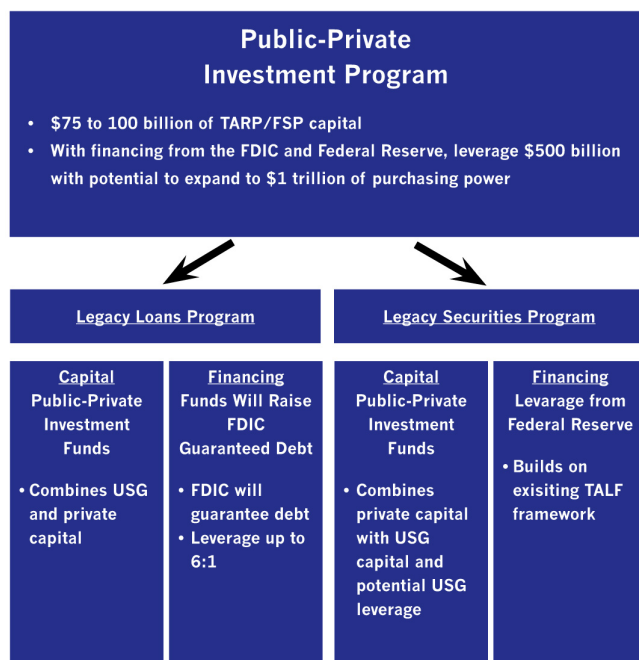 Public-Private
Investment Program
• $75 to 100 billion of TARP/FSP capital
• With financing from the FDIC and Federal Reserve, leverage $500 billion
with potential to expand to $1 trillion of purchasing power
Legacy Loans Program
Legacy Securities Program
Capital
Public-Private
Investment
Funds
• Combines USG
and private
capital
Financing
Funds Will Raise
FDIC
Guaranteed Debt
• FDIC will
guarantee debt
• Leverage up to
6:1
Capital
Public-Private
Investment
Funds
• Combines
private capital
with USG
capital and
potential USG
leverage
Financing
Levarage from
Federal Reserve
• Builds on
exisiting TALF
framework